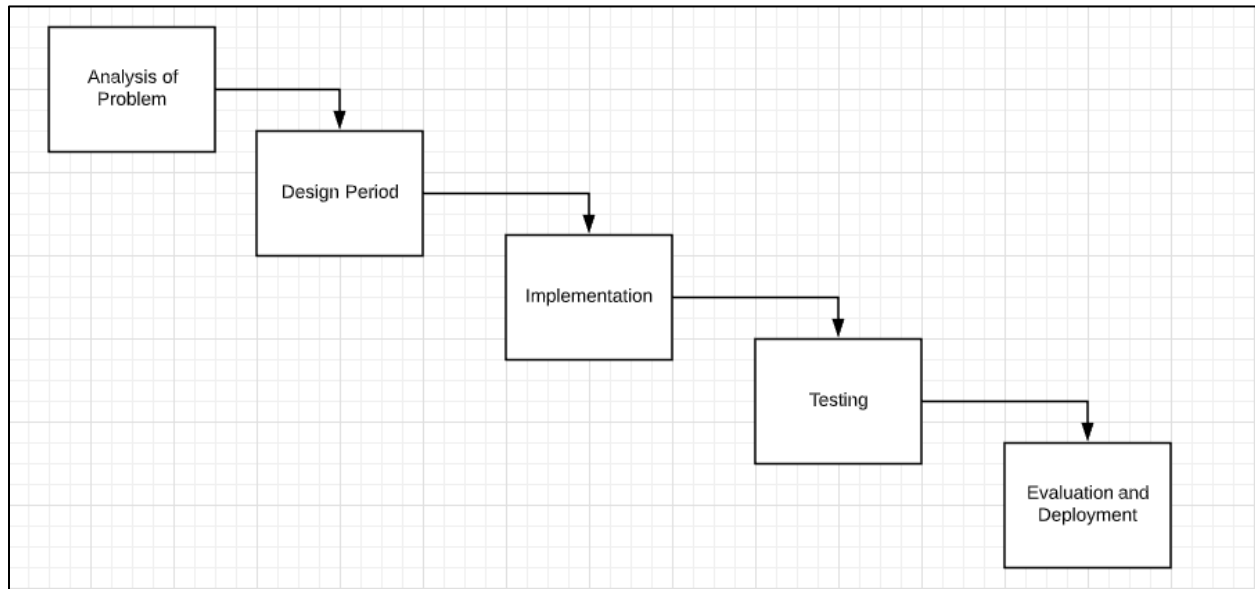 Analysis of
Problem
Design Period
Implementation
Testing
Evaluation and
Deployment